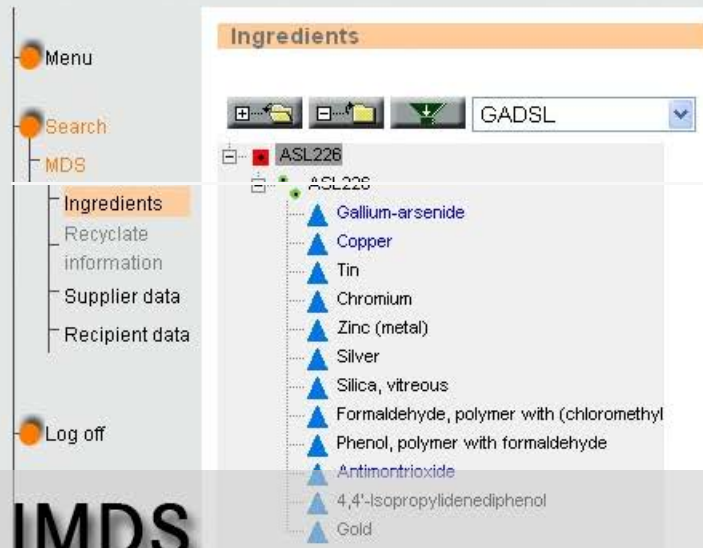 Ingredients
Menu
GADSL
Search
MDS
ASL226
ASL226
Ingredients
Gallium-arsenide
Recyclate
information
Copper
Tin
Supplier data
Chromium
Recipient data
Zinc (metal)
Silver
Silica, vitreous
Formaldehyde, polymer with (chloromethyl
Log off
Phenol, polymer with formaldehyde
Antimontrioxide
4,4'-Isopropylidenediphenol
Gold
IMDS